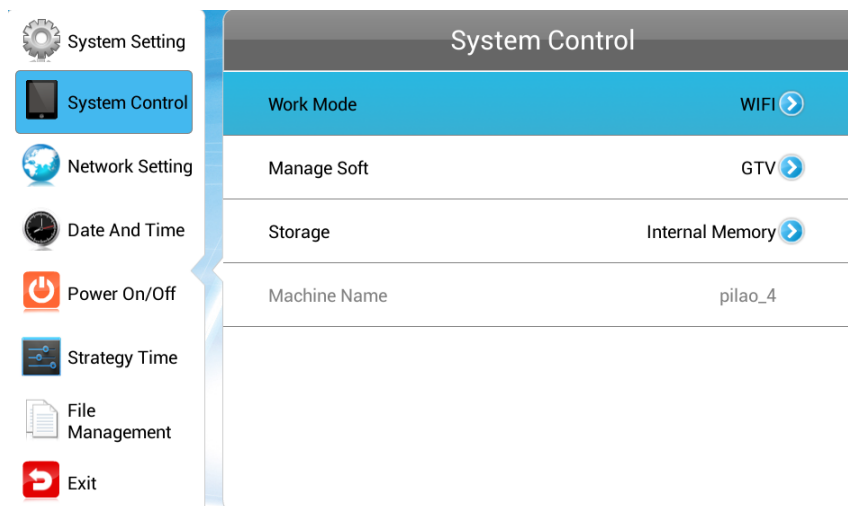 System Setting
System Control
Network Setting
Date And Time
Power On/Off
Strategy Time
File
Management
Exit
System Control
Work Mode WIFI
Manage Soft GTV
Storage Internal Memory
Machine Name pilao_4